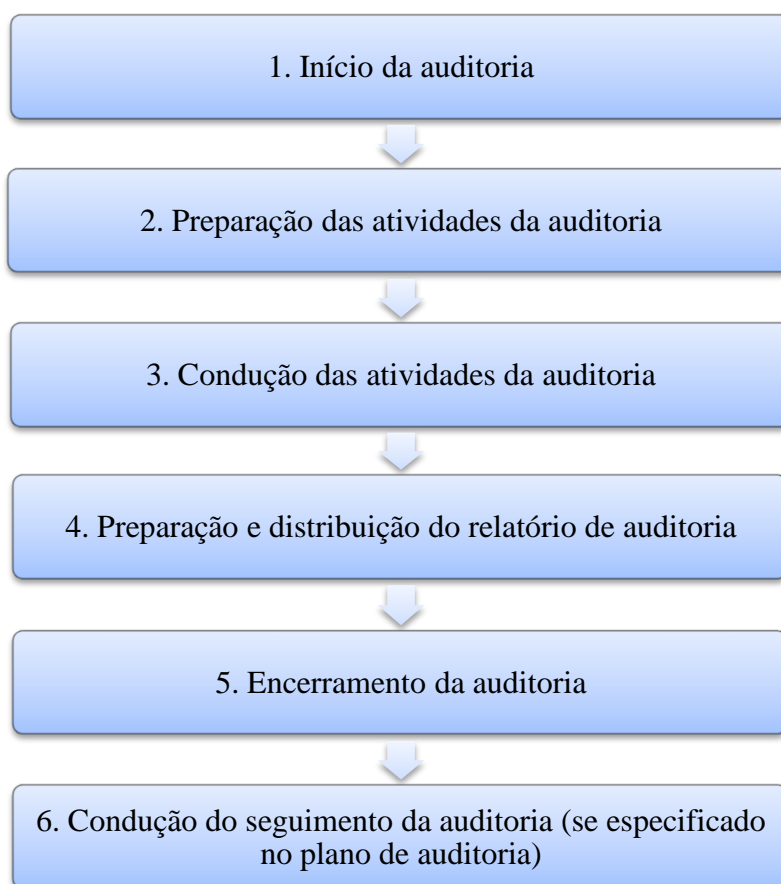 1. Início da auditoria
2. Preparação das atividades da auditoria
3. Condução das atividades da auditoria
4. Preparação e distribuição do relatório de auditoria
5. Encerramento da auditoria
6. Condução do seguimento da auditoria (se especificado
no plano de auditoria)